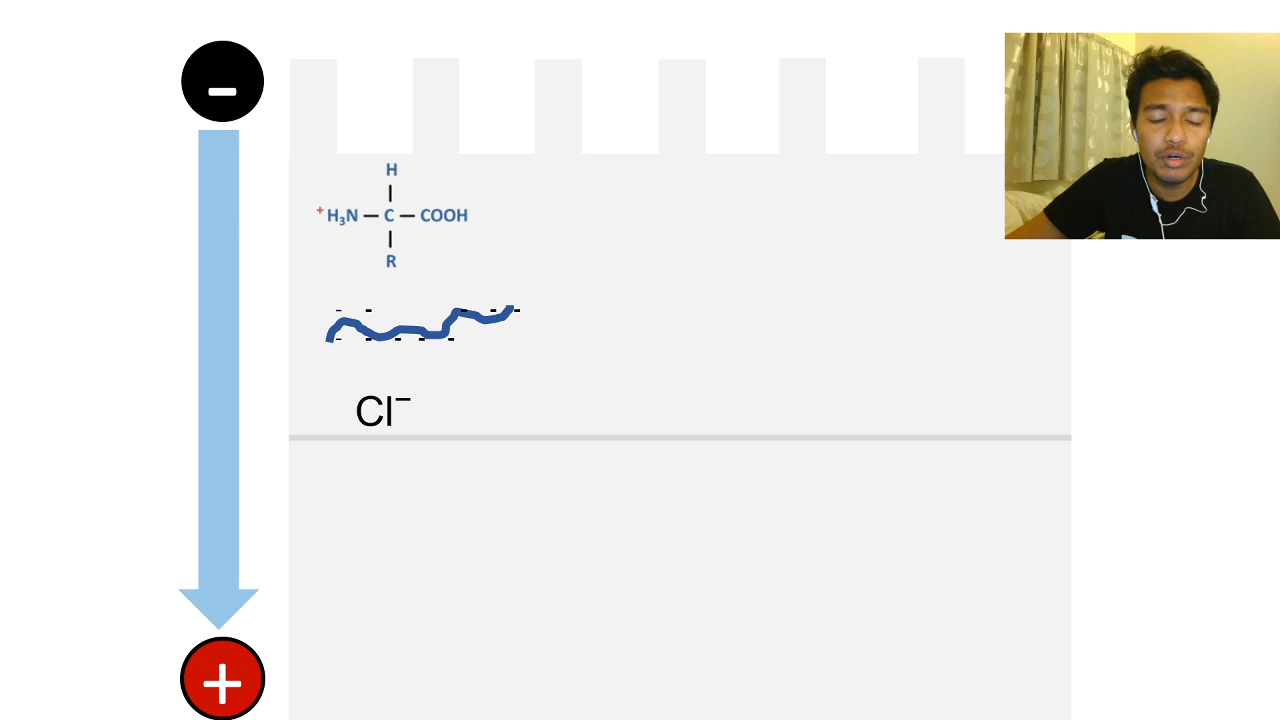 -
H
+H₃N – C – COOH
R
Cl⁻
+